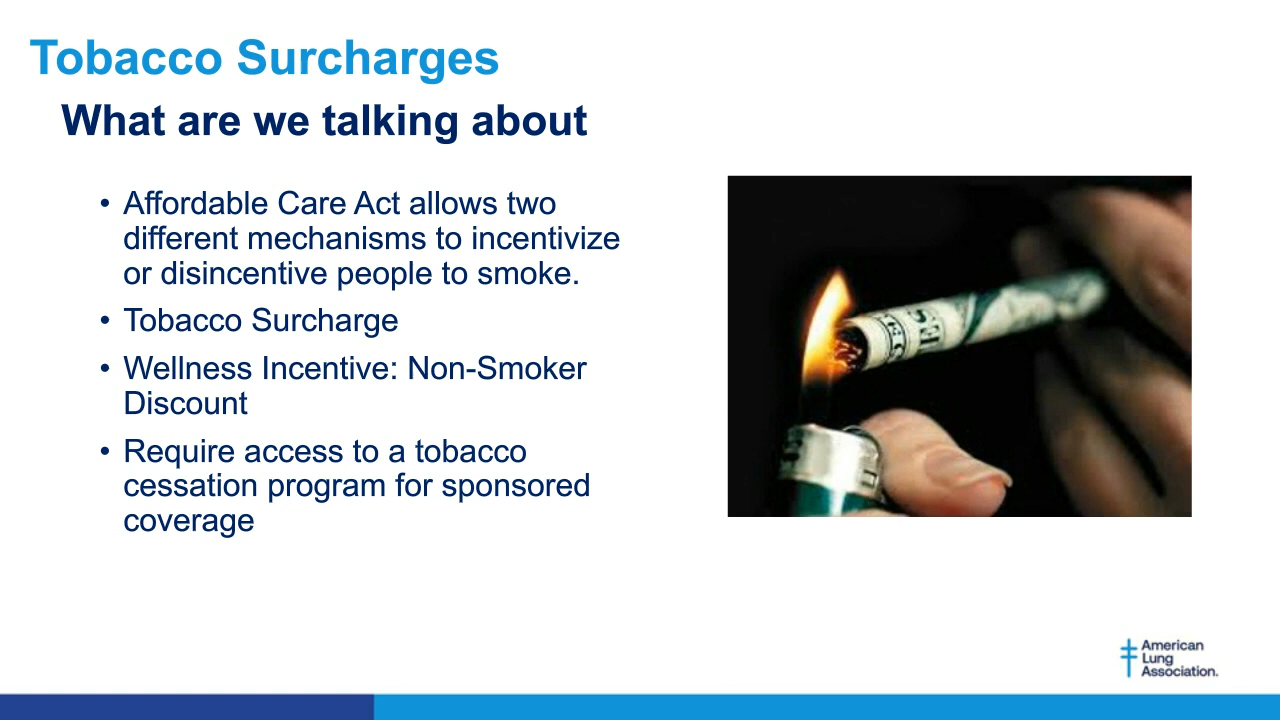 Tobacco Surcharges
What are we talking about
• Affordable Care Act allows two
different mechanisms to incentivize
or disincentive people to smoke.
• Tobacco Surcharge
• Wellness Incentive: Non-Smoker
Discount
• Require access to a tobacco
cessation program for sponsored
coverage
American
Lung
Association.